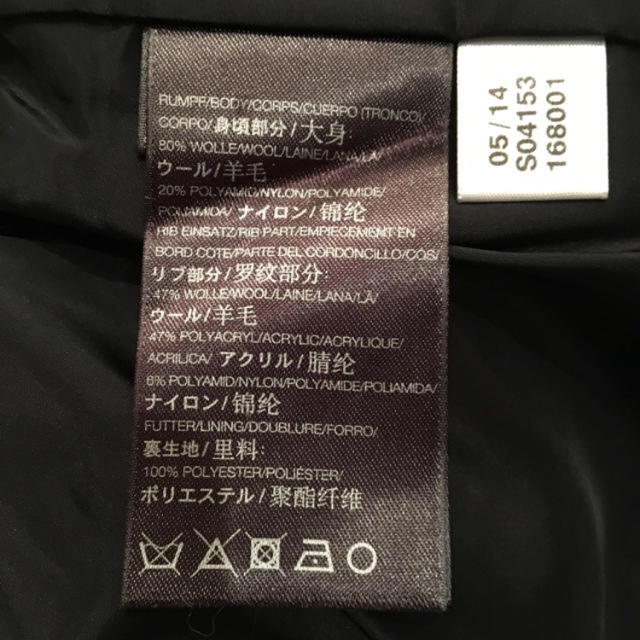 RUMPF/BODY/CORPS/CUERPO (TRONCO)/
CORPO/身頃部分/大身
80% WOLLE/WOOL/LAINE/LANA/LÃ/
ウール/羊毛
20% POLYAMID/NYLON/POLYAMIDE/
POLIAMIDA/ナイロン/锦纶
RIB EINSATZ/RIB PART/EMPIECEMENT EN
BORD COTE/PARTE DEL CORDONCILLO/COS/
リブ部分/罗纹部分:
47% WOLLE/WOOL/LAINE/LANA/LÃ/
ウール/羊毛
47% POLYACRYL/ACRYLIC/ACRYLIQUE/
ACRILICA/アクリル/腈纶
6% POLYAMID/NYLON/POLYAMIDE/POLIAMIDA/
ナイロン/锦纶
FUTTER/LINING/DOUBLURE/FORRO/
裏生地/里料
100% POLYESTER/POLIÉSTER/
ポリエステル/聚酯纤维
05/14
S04153
168001